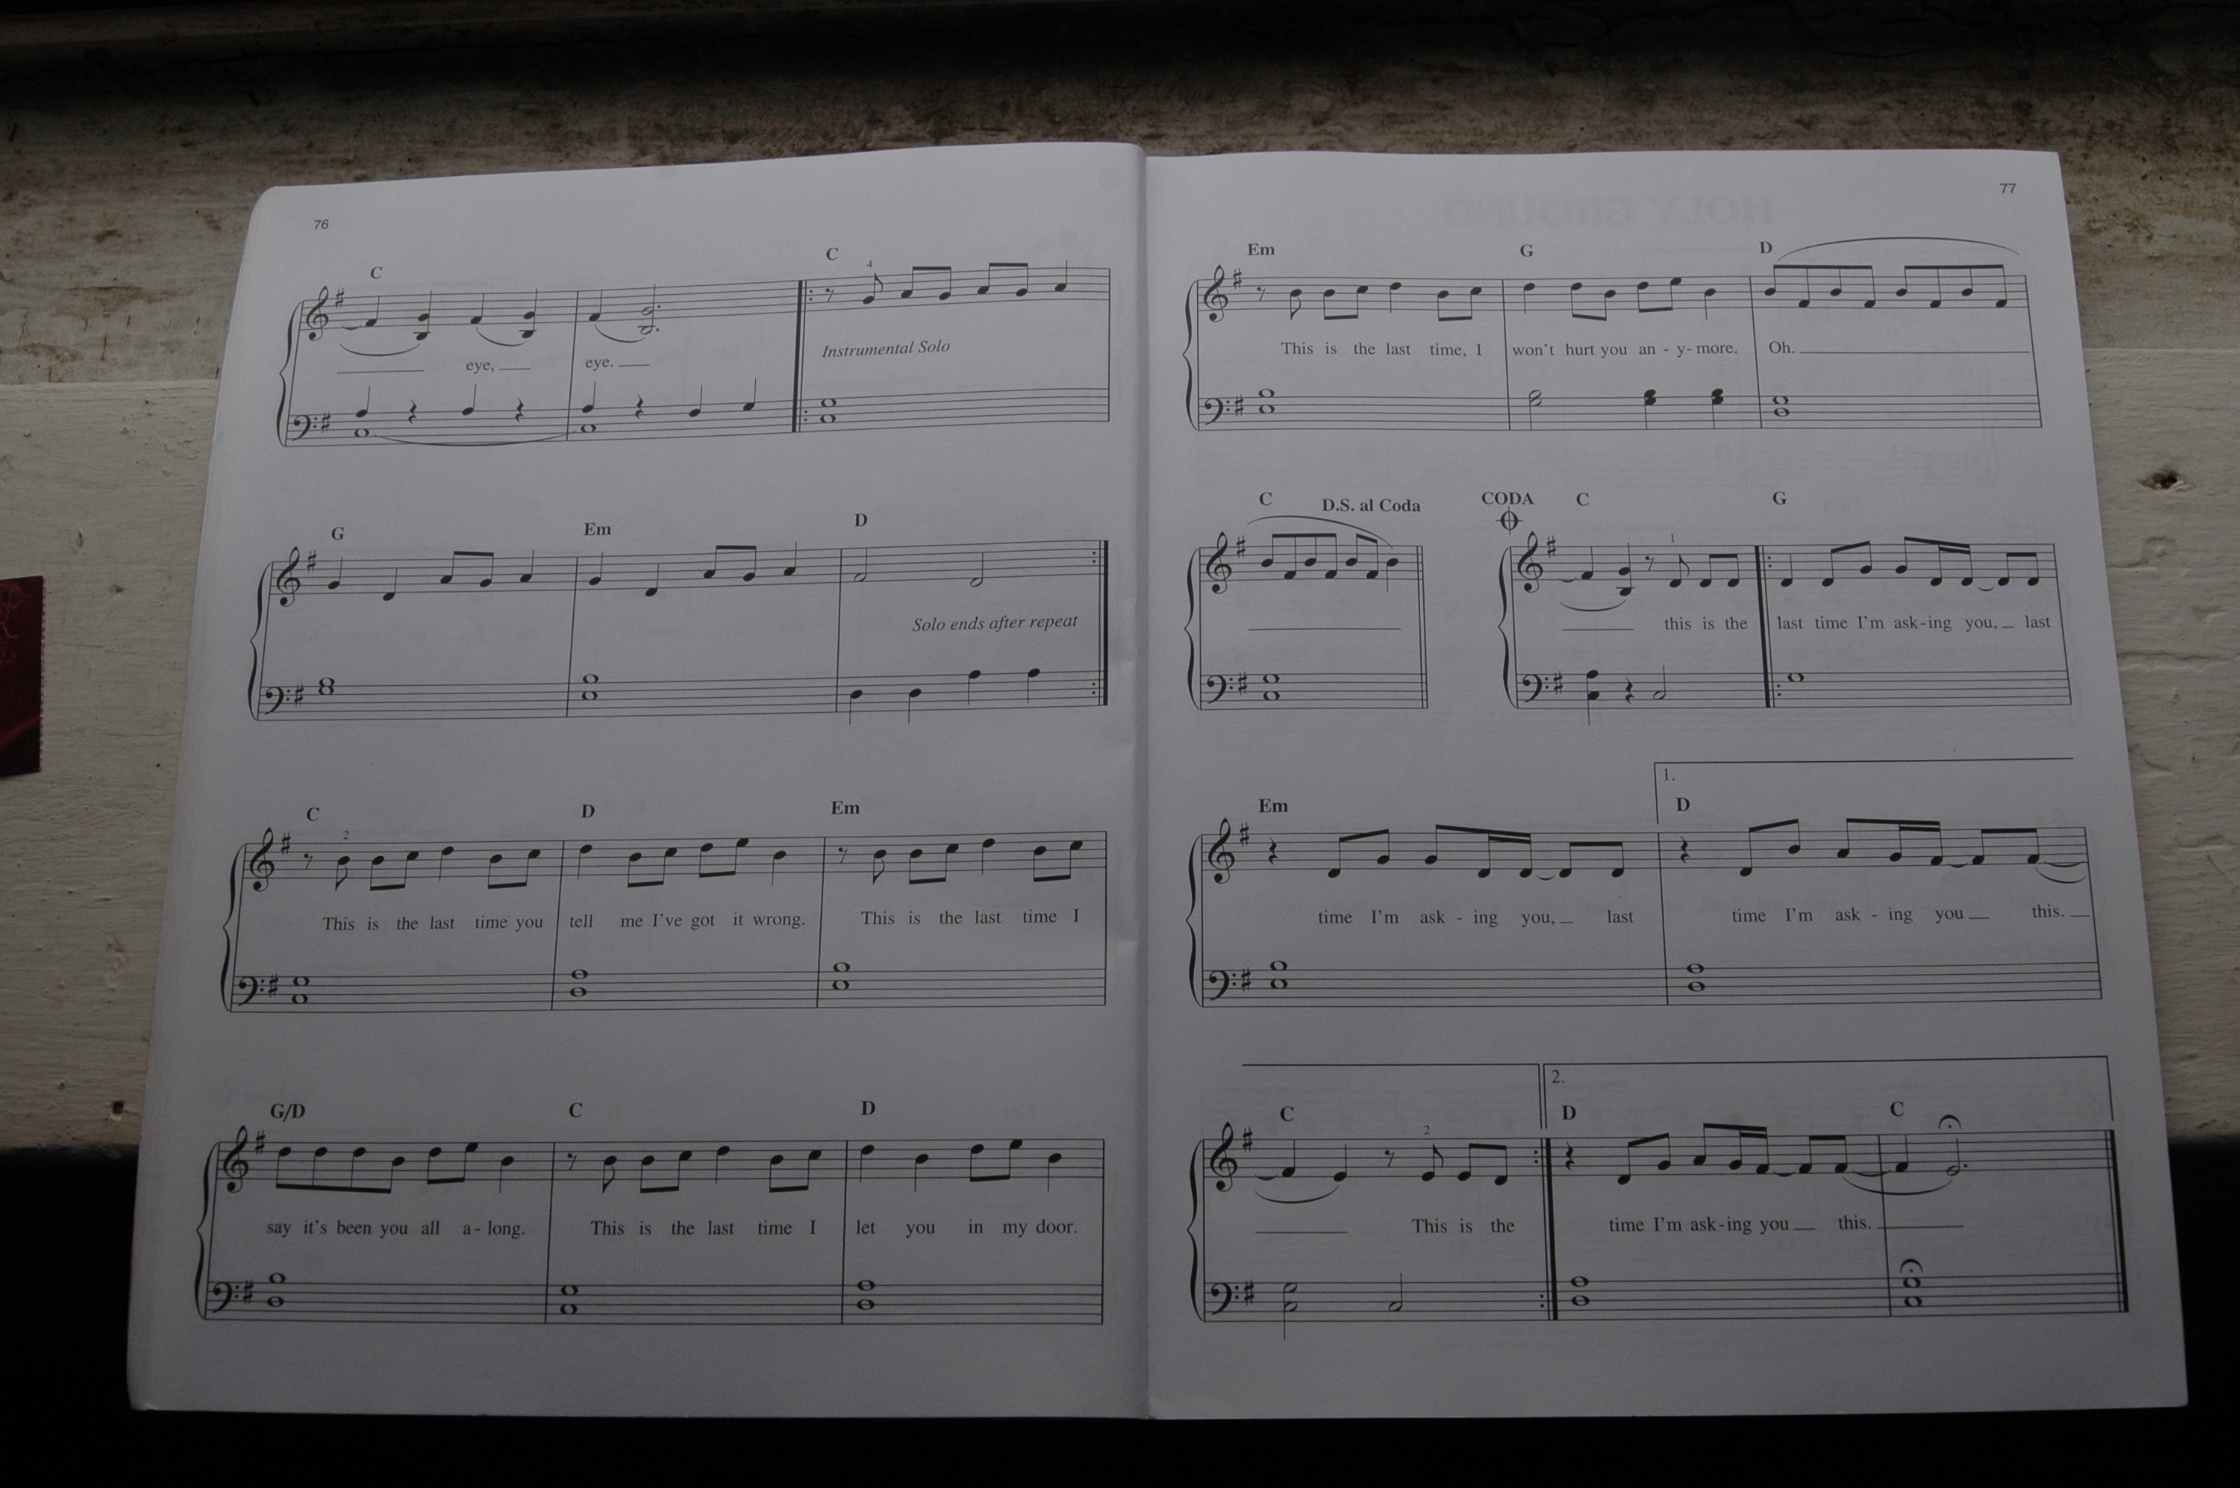 76
C C
4
eye, eye.
Instrumental Solo
G Em D
Solo ends after repeat
C D Em
2
This is the last time you tell me I've got it wrong. This is the last time I
G/D C D
say it's been you all a - long. This is the last time I let you in my door.
77
HOLY GROUND
Em G D
This is the last time, I won't hurt you an - y - more. Oh.
C D.S. al Coda CODA C G
1
this is the last time I'm ask - ing you, last
1.
Em D
time I'm ask - ing you, last time I'm ask - ing you this.
2.
C D C
2
This is the time I'm ask - ing you this.